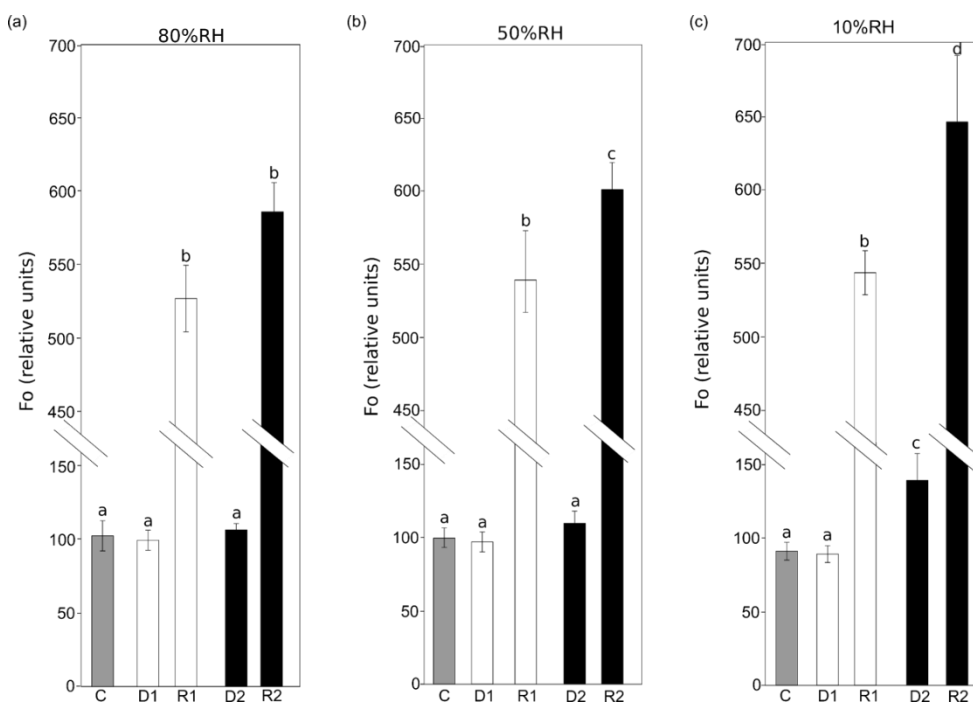 (a)
80%RH
Fo (relative units)
700
650
600
550
500
450
150
100
50
0
a
a
b
a
b
C D1 R1 D2 R2
(b)
50%RH
Fo (relative units)
700
650
600
550
500
450
150
100
50
0
a
a
b
a
c
C D1 R1 D2 R2
(c)
10%RH
Fo (relative units)
700
650
600
550
500
450
150
100
50
0
a
a
b
c
d
C D1 R1 D2 R2